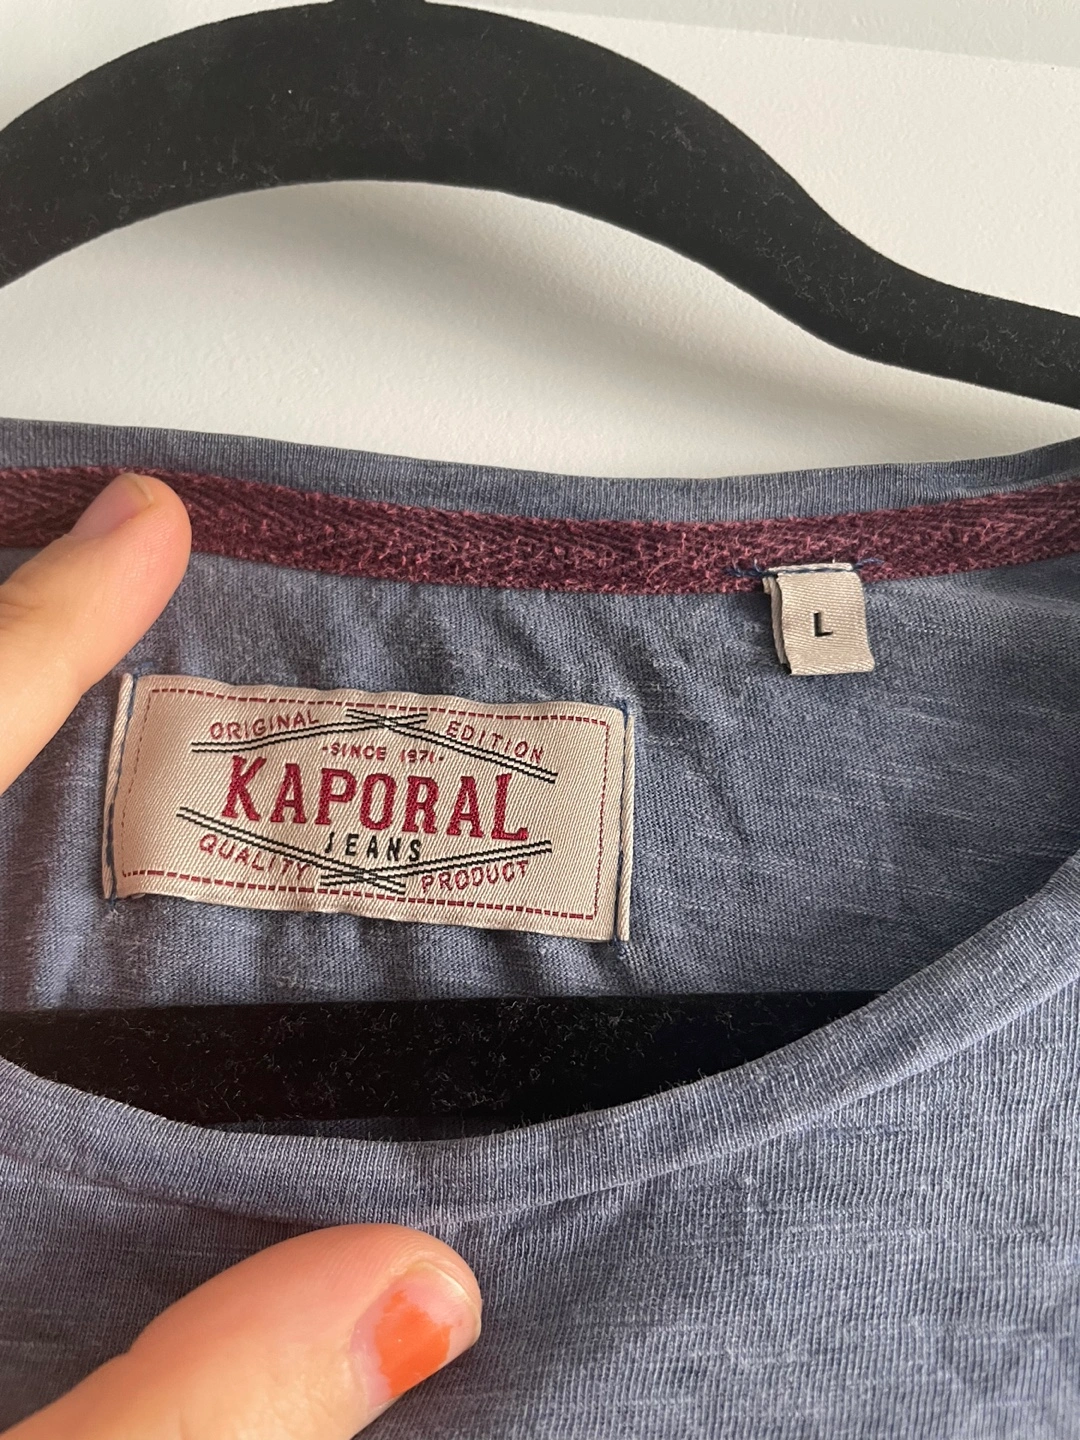 ORIGINAL EDITION
-SINCE 1971-
KAPORAL
JEANS
QUALITY PRODUCT
L